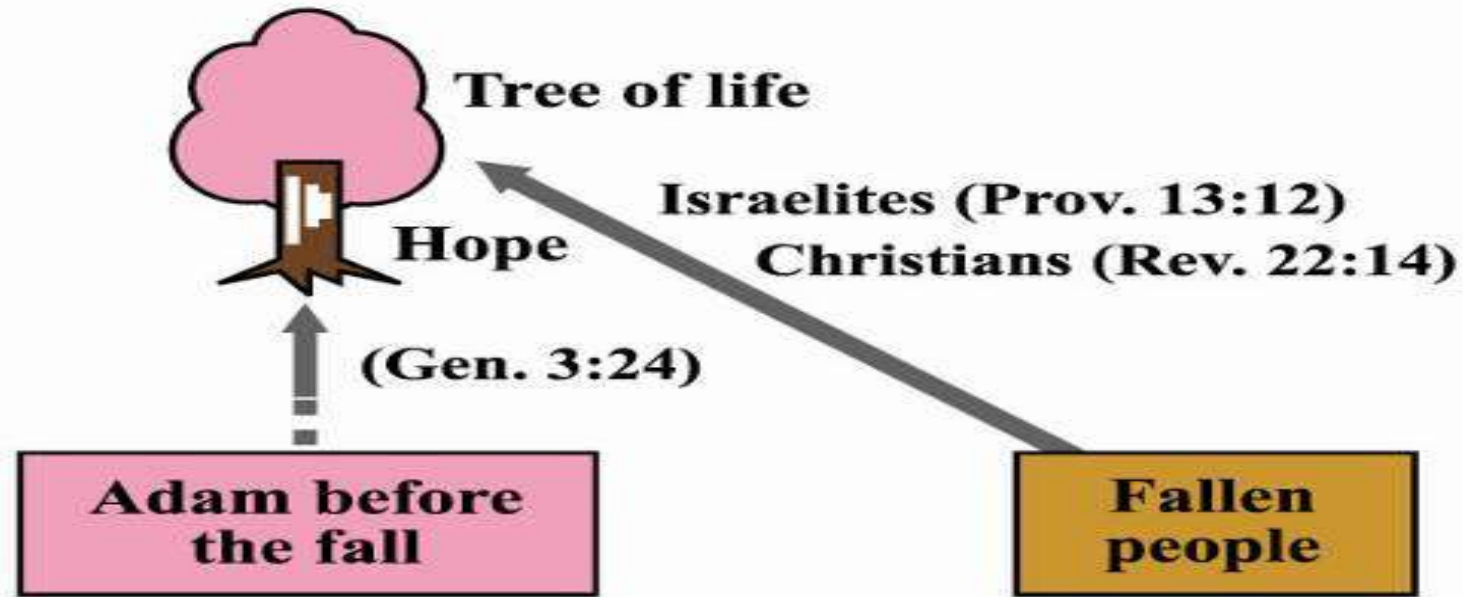 Tree of life
Israelites (Prov. 13:12)
Hope
Christians (Rev. 22:14)
(Gen. 3:24)
Adam before
the fall
Fallen
people